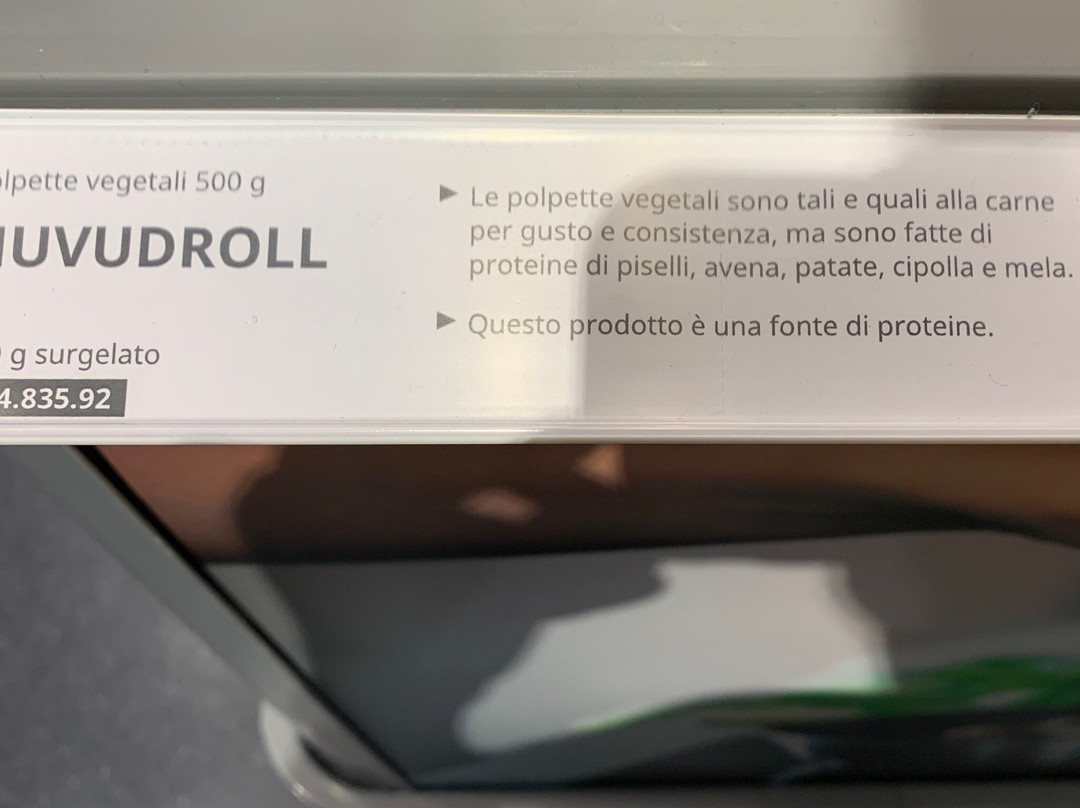 lpette vegetali 500 g
UVUDROLL
g surgelato
4.835.92
Le polpette vegetali sono tali e quali alla carne
per gusto e consistenza, ma sono fatte di
proteine di piselli, avena, patate, cipolla e mela.
Questo prodotto è una fonte di proteine.